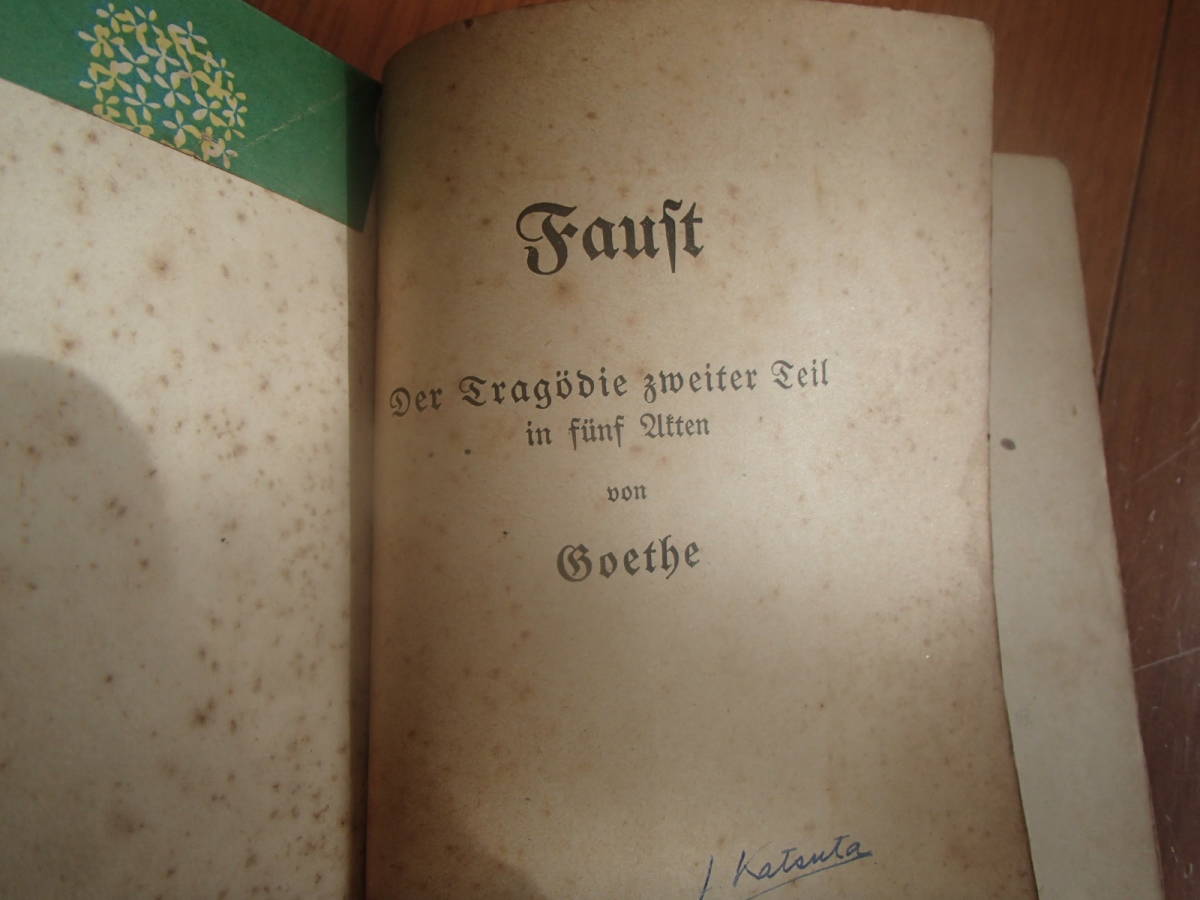 Faust
Der Tragödie zweiter Teil
in fünf Akten
von
Goethe
Katsuta